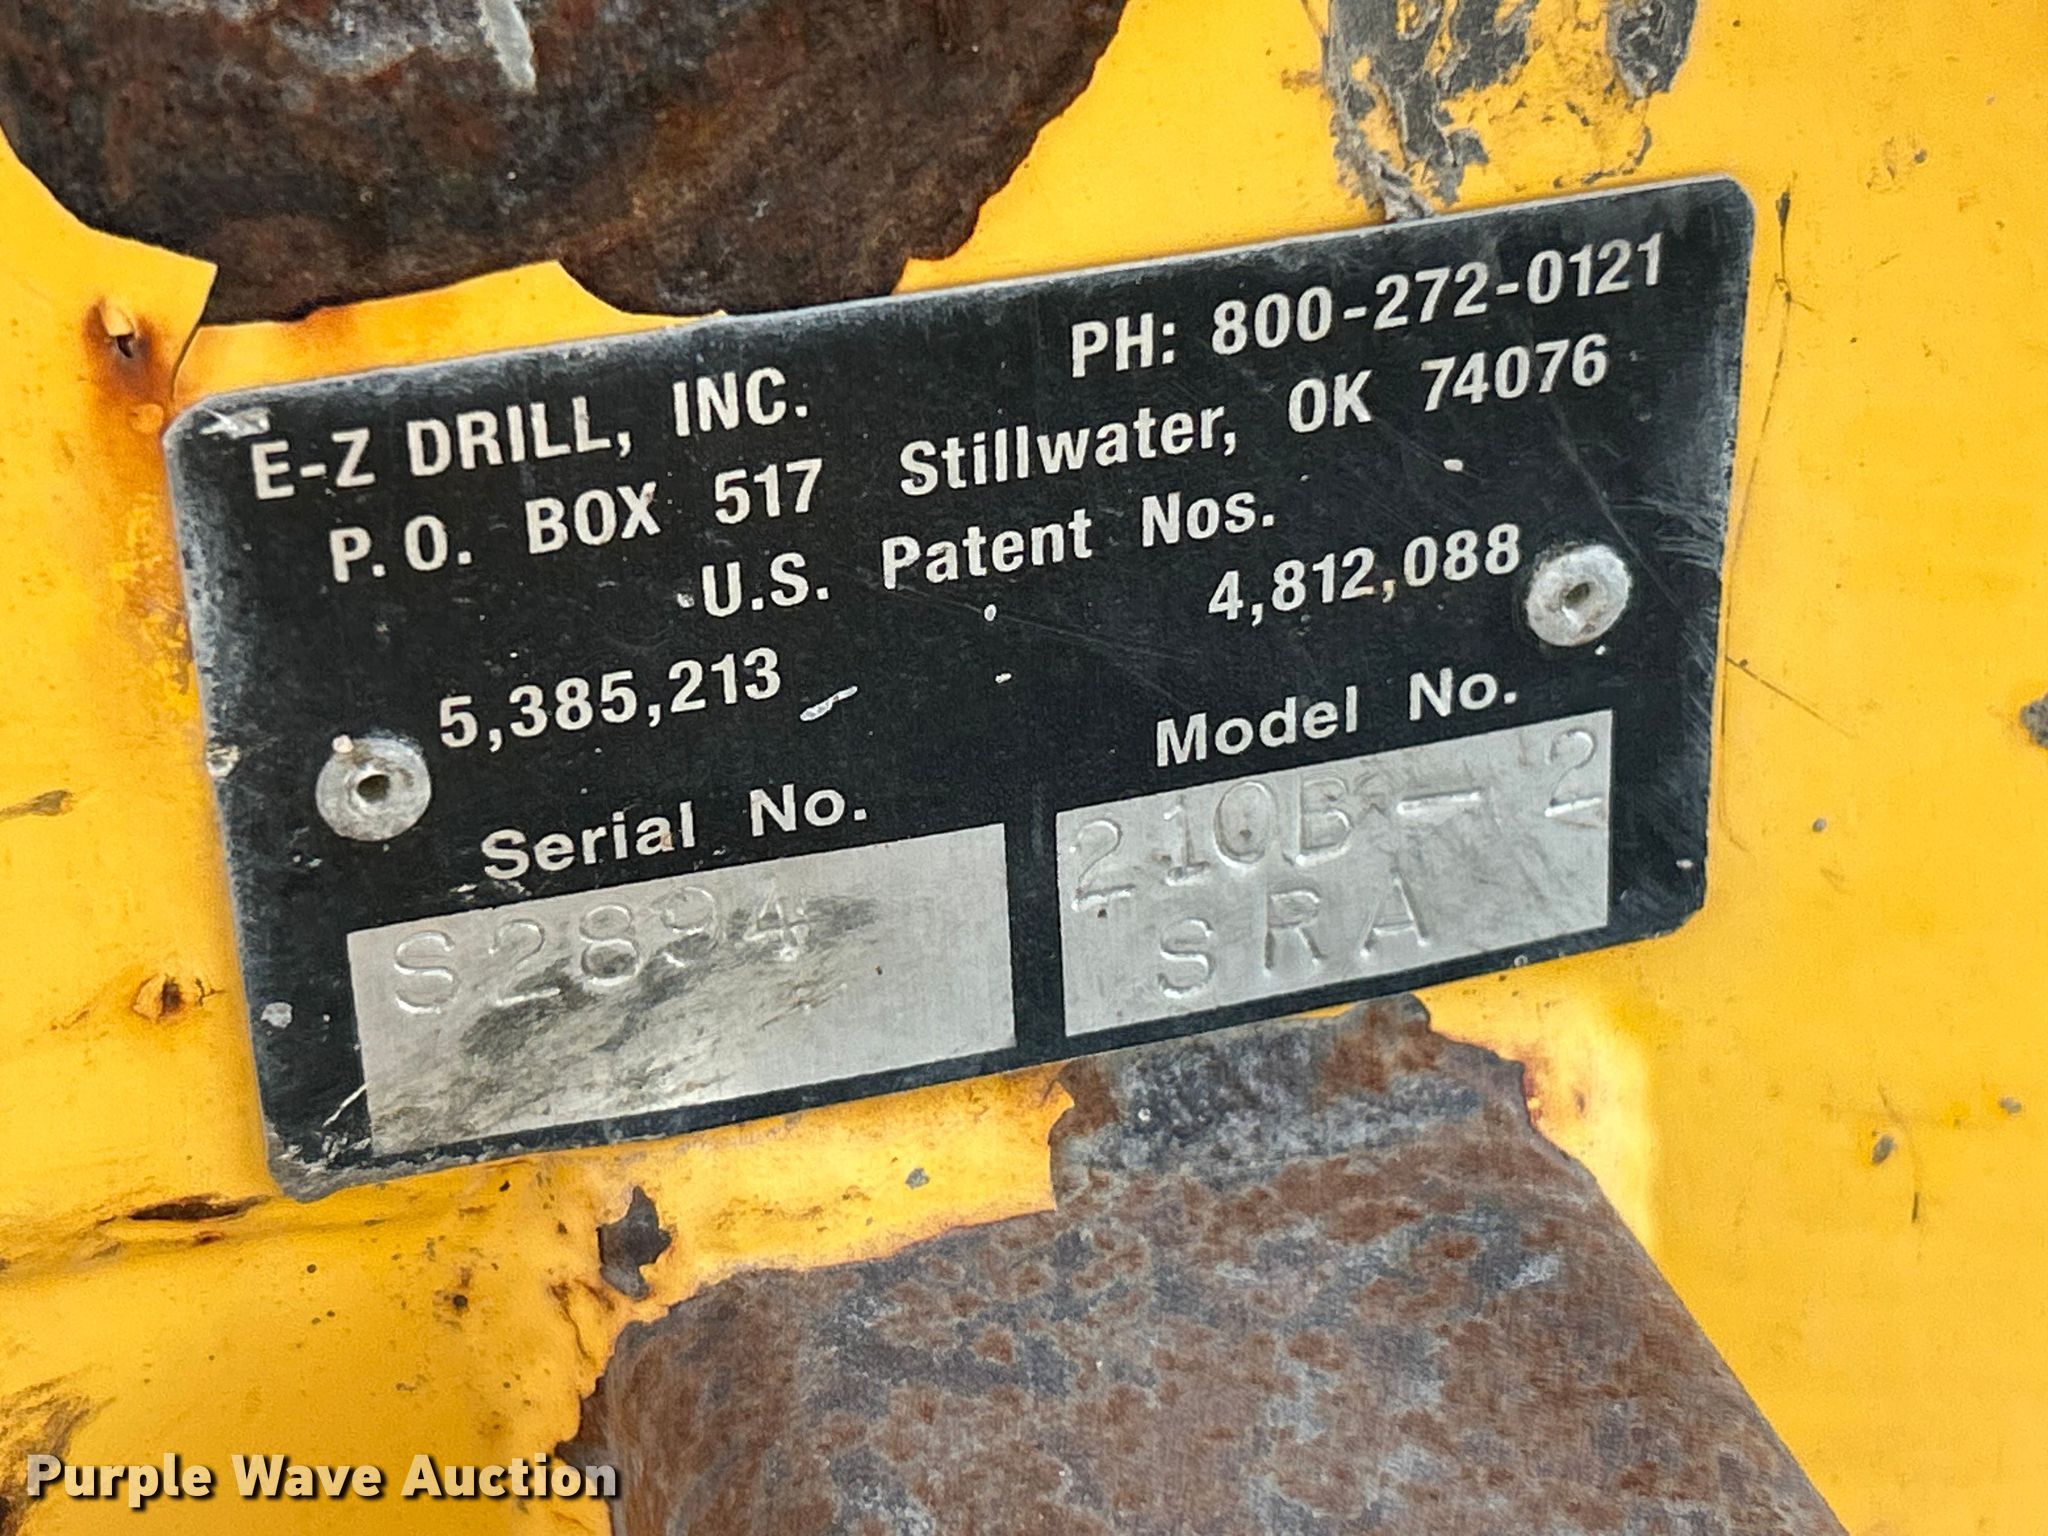 E-Z DRILL, INC. PH: 800-272-0121
P.O. BOX 517 Stillwater, OK 74076
U.S. Patent Nos.
5,385,213 4,812,088
Serial No. Model No.
S2894 210B-2
SRA
Purple Wave Auction